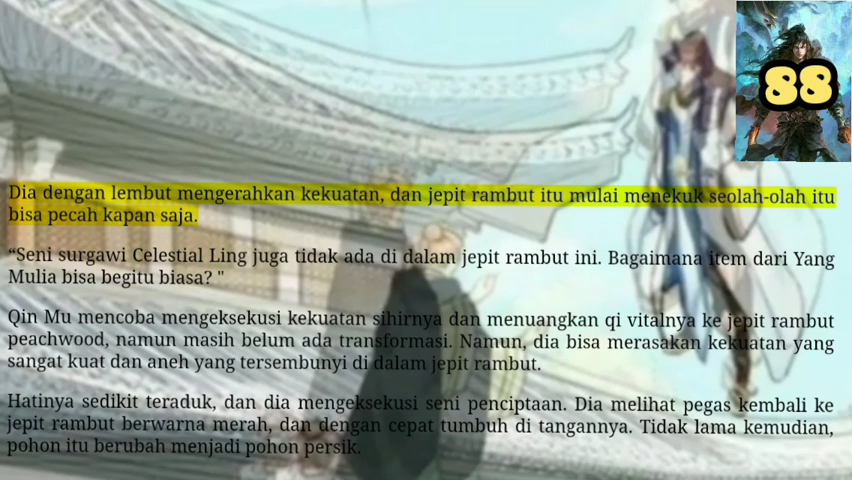 88
Dia dengan lembut mengerahkan kekuatan, dan jepit rambut itu mulai menekuk seolah-olah itu
bisa pecah kapan saja.
“Seni surgawi Celestial Ling juga tidak ada di dalam jepit rambut ini. Bagaimana item dari Yang
Mulia bisa begitu biasa? "
Qin Mu mencoba mengeksekusi kekuatan sihirnya dan menuangkan qi vitalnya ke jepit rambut
peachwood, namun masih belum ada transformasi. Namun, dia bisa merasakan kekuatan yang
sangat kuat dan aneh yang tersembunyi di dalam jepit rambut.
Hatinya sedikit teraduk, dan dia mengeksekusi seni penciptaan. Dia melihat pegas kembali ke
jepit rambut berwarna merah, dan dengan cepat tumbuh di tangannya. Tidak lama kemudian,
pohon itu berubah menjadi pohon persik.